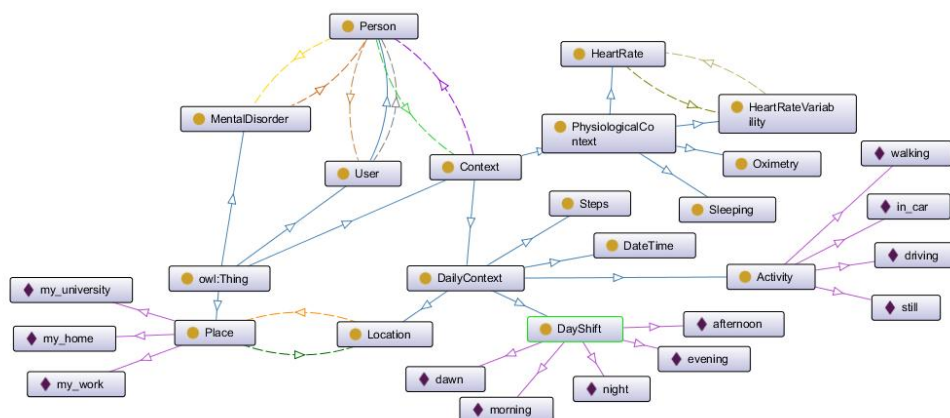 Person
HeartRate
HeartRateVariab
ility
MentalDisorder
PhysiologicalCo
ntext
walking
User
Context
Oximetry
in_car
Steps
Sleeping
DateTime
driving
my_university
owl:Thing
DailyContext
Activity
still
my_home
Place
Location
DayShift
afternoon
my_work
dawn
evening
night
morning